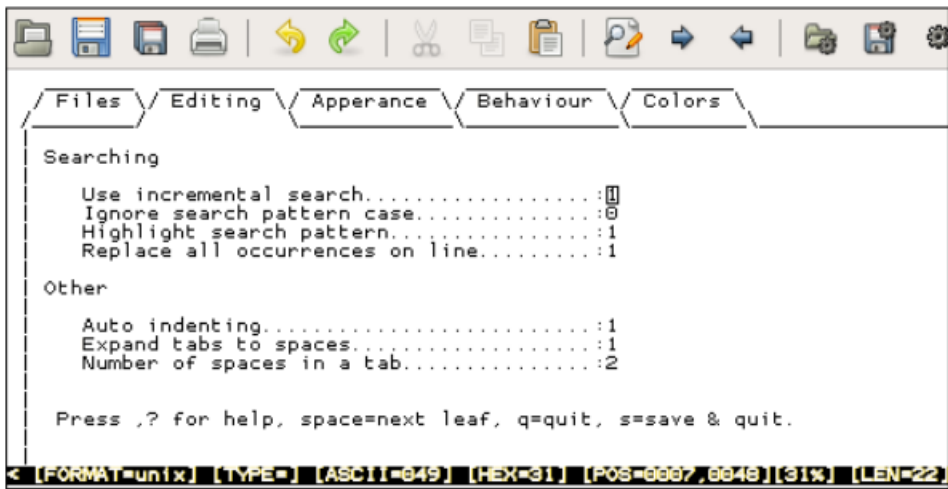 Files Editing Apperance Behaviour Colors
Searching
Use incremental search..................:1
Ignore search pattern case..............:0
Highlight search pattern................:1
Replace all occurrences on line.........:1
Other
Auto indenting..........................:1
Expand tabs to spaces...................:1
Number of spaces in a tab...............:2
Press ,? for help, space=next leaf, q=quit, s=save & quit.
< [FORMAT=unix] [TYPE=] [ASCII=049] [HEX=31] [POS=0007,0048][31%] [LEN=22]